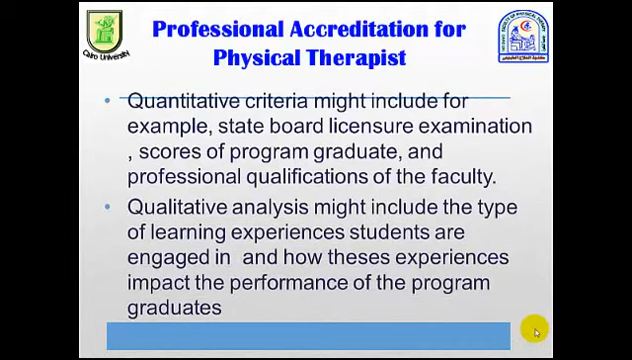 Professional Accreditation for
Physical Therapist
Cairo University
• Quantitative criteria might include for
example, state board licensure examination
, scores of program graduate, and
professional qualifications of the faculty.
• Qualitative analysis might include the type
of learning experiences students are
engaged in and how theses experiences
impact the performance of the program
graduates